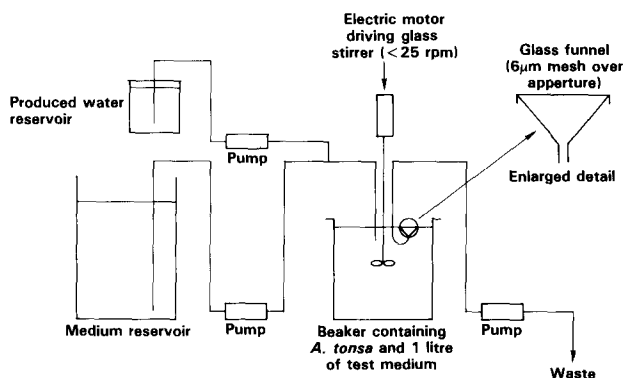 Electric motor
driving glass
stirrer (<25 rpm)
Glass funnel
(6μm mesh over
apperture)
Produced water
reservoir
Pump
Enlarged detail
Medium reservoir
Pump
Beaker containing
A. tonsa and 1 litre
of test medium
Pump
Waste